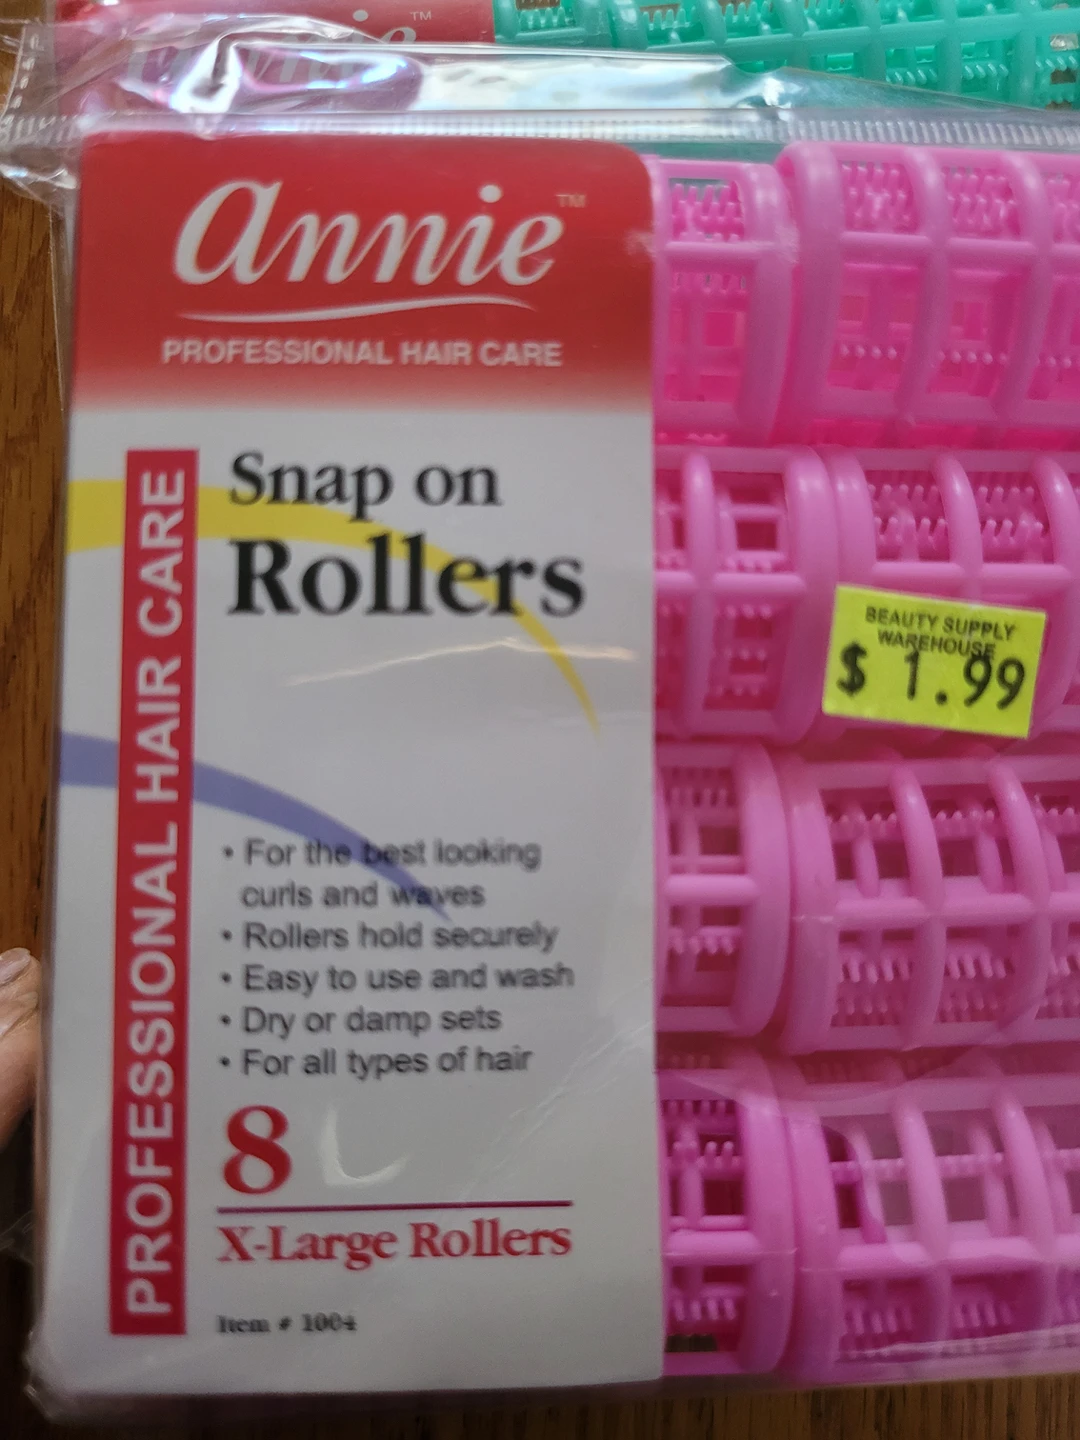 annie™
annie™
PROFESSIONAL HAIR CARE
PROFESSIONAL HAIR CARE
Snap on
Rollers
• For the best looking
curls and waves
• Rollers hold securely
• Easy to use and wash
• Dry or damp sets
• For all types of hair
8
X-Large Rollers
Item # 1004
BEAUTY SUPPLY
WAREHOUSE
$ 1.99